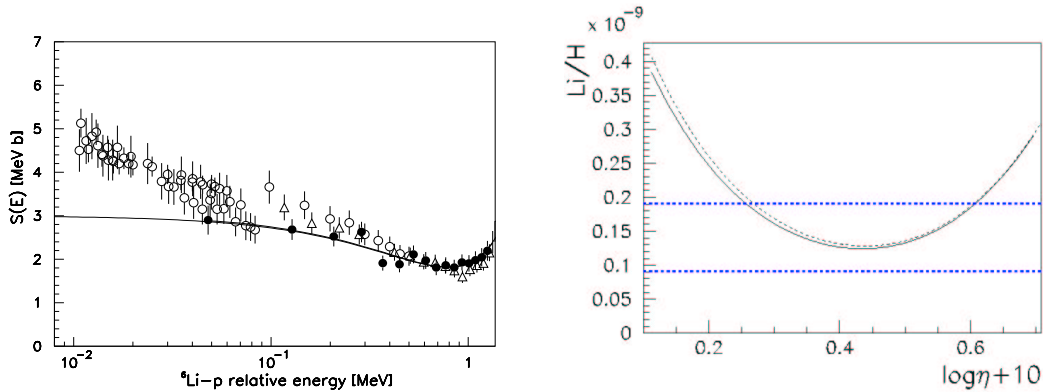 7
6
5
4
3
2
1
0
S(E) [MeV b]
10⁻² 10⁻¹ 1
⁶Li-p relative energy [MeV]
x 10⁻⁹
Li/H
0.4
0.35
0.3
0.25
0.2
0.15
0.1
0.05
0
0.2 0.4 0.6
logη+10